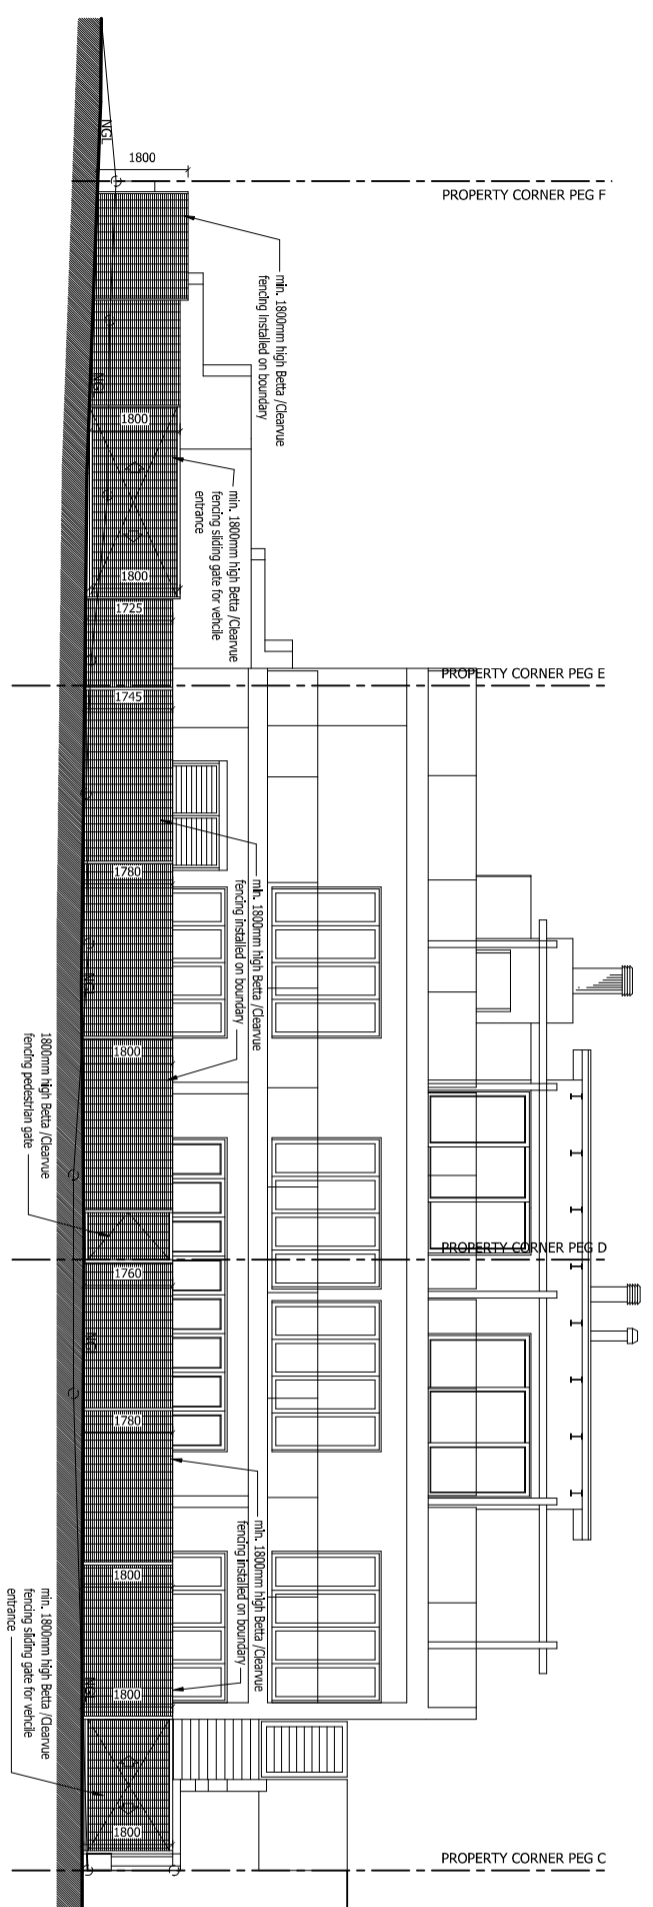 NGL
1800
PROPERTY CORNER PEG F
min. 1800mm high Betta /Clearvue
fencing installed on boundary
NGL
1800
min. 1800mm high Betta /Clearvue
fencing sliding gate for vehcile
entrance
1800
1725
PROPERTY CORNER PEG E
1745
min. 1800mm high Betta /Clearvue
fencing installed on boundary
1780
NGL
1800
1800mm high Betta /Clearvue
fencing pedestrian gate
PROPERTY CORNER PEG D
1760
NGL
1780
min. 1800mm high Betta /Clearvue
fencing installed on boundary
1800
min. 1800mm high Betta /Clearvue
fencing sliding gate for vehcile
entrance
NGL
1800
1800
PROPERTY CORNER PEG C